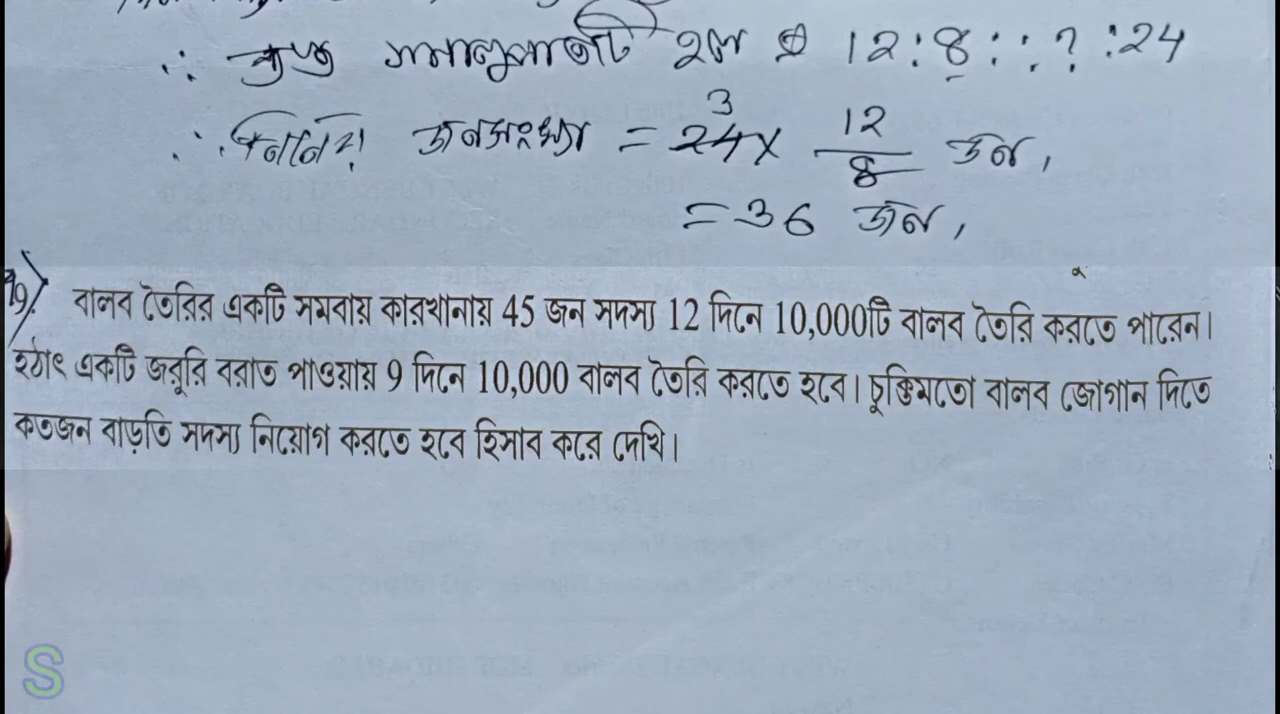 ∴ সমানুপাতটি হল 12 : 8 : : ? : 24
∴ নির্ণেয় জনসংখ্যা = 24 × 12/8 জন,
3
= 36 জন,
বালব তৈরির একটি সমবায় কারখানায় 45 জন সদস্য 12 দিনে 10,000টি বালব তৈরি করতে পারেন।
হঠাৎ একটি জরুরি বরাত পাওয়ায় 9 দিনে 10,000 বালব তৈরি করতে হবে। চুক্তিমতো বালব জোগান দিতে
কতজন বাড়তি সদস্য নিয়োগ করতে হবে হিসাব করে দেখি।
S